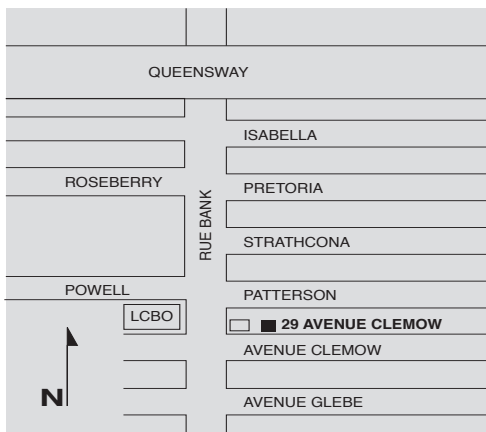 QUEENSWAY
ISABELLA
ROSEBERRY
PRETORIA
RUE BANK
STRATHCONA
POWELL
PATTERSON
LCBO
29 AVENUE CLEMOW
AVENUE CLEMOW
N
AVENUE GLEBE